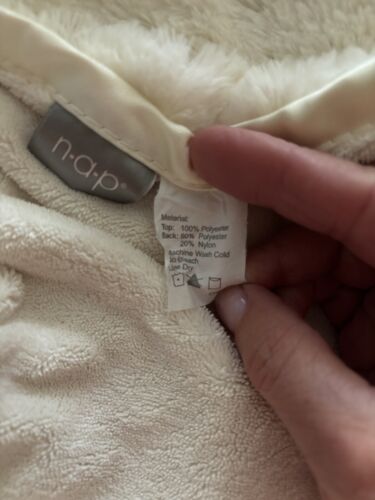 n·a·p®
Material:
Top: 100% Polyester
Back: 80% Polyester
20% Nylon
Machine Wash Cold
No Bleach
Line Dry